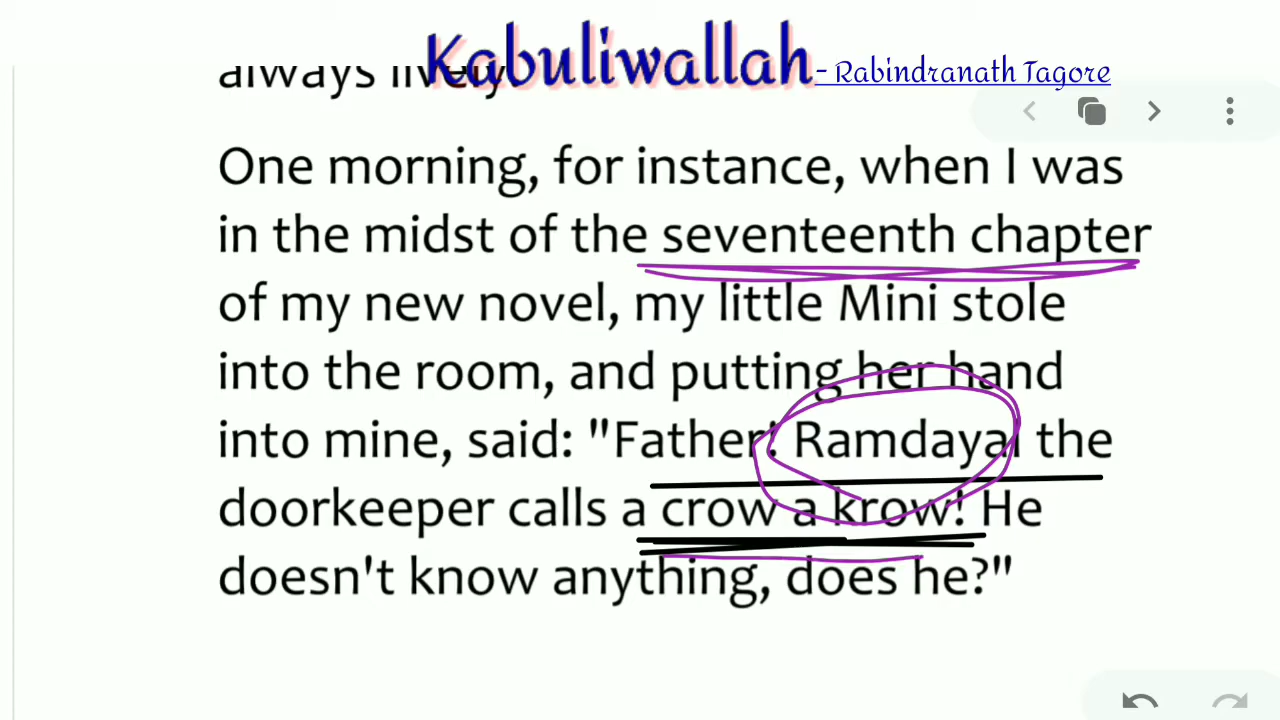 Kabuliwallah - Rabindranath Tagore
always lively.
One morning, for instance, when I was
in the midst of the seventeenth chapter
of my new novel, my little Mini stole
into the room, and putting her hand
into mine, said: "Father! Ramdayal the
doorkeeper calls a crow a krow! He
doesn't know anything, does he?"